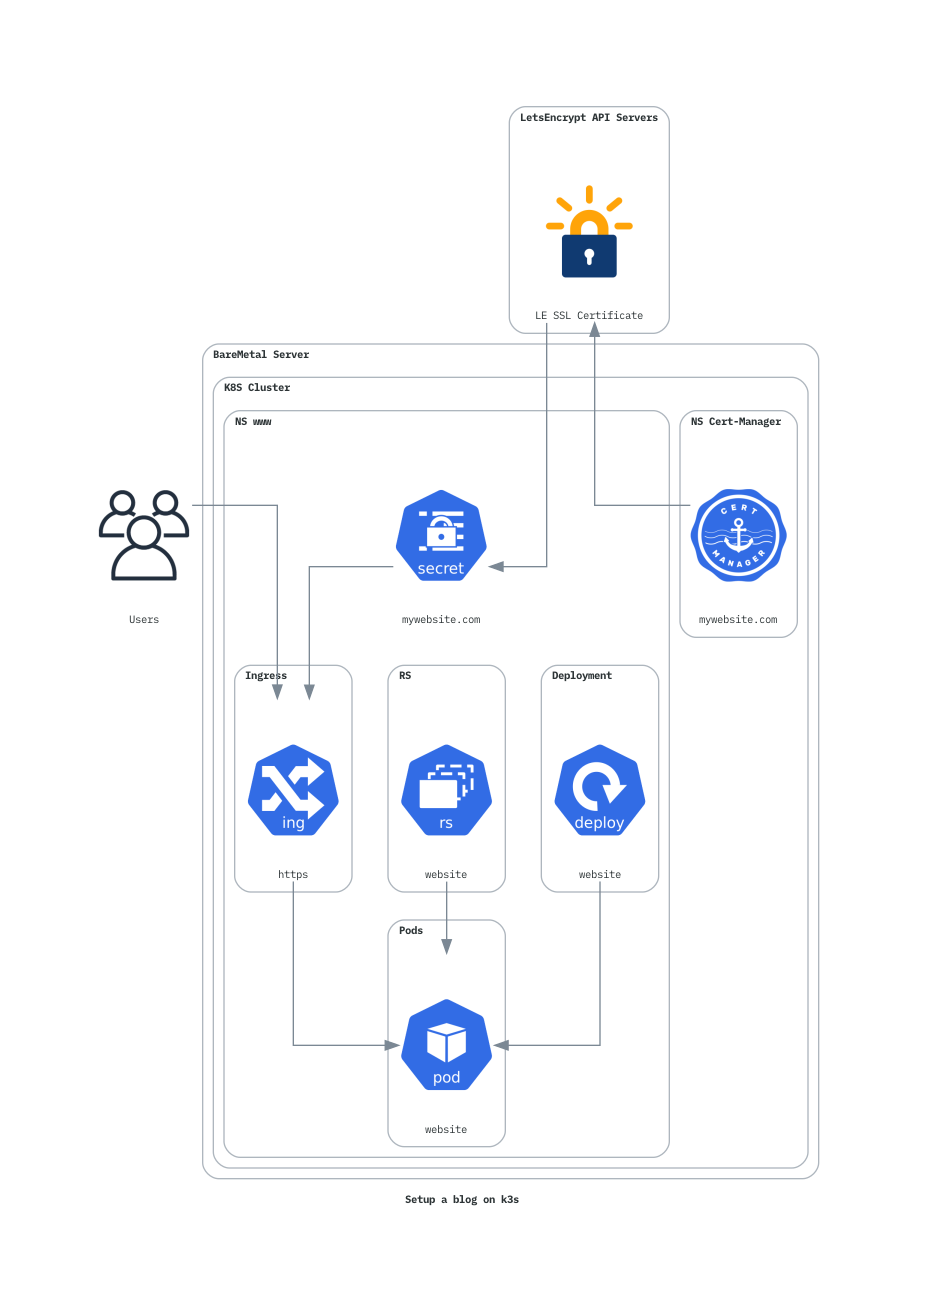 LetsEncrypt API Servers
LE SSL Certificate
BareMetal Server
K8S Cluster
NS www
NS Cert-Manager
secret
CERT
MANAGER
Users
mywebsite.com
mywebsite.com
Ingress
RS
Deployment
ing
rs
deploy
https
website
website
Pods
pod
website
Setup a blog on k3s